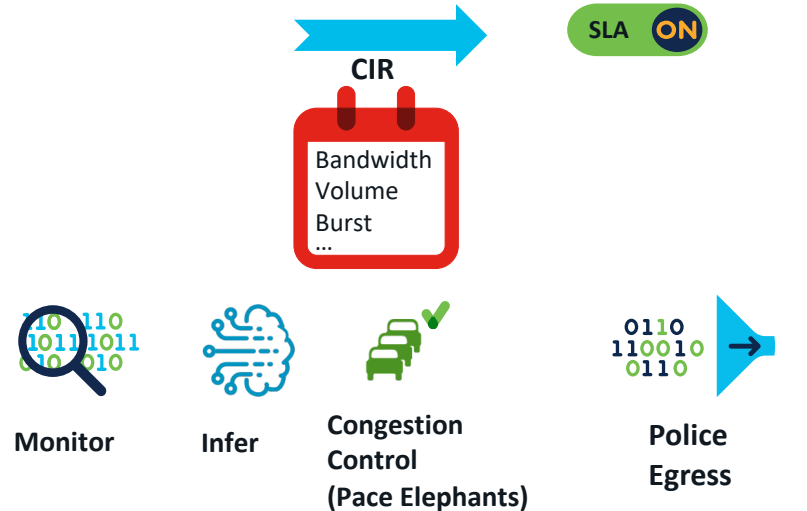 SLA ON
CIR
Bandwidth
Volume
Burst
...
110 110
1011 1011
010 010
0110
110010
0110
Monitor
Infer
Congestion
Control
(Pace Elephants)
Police
Egress